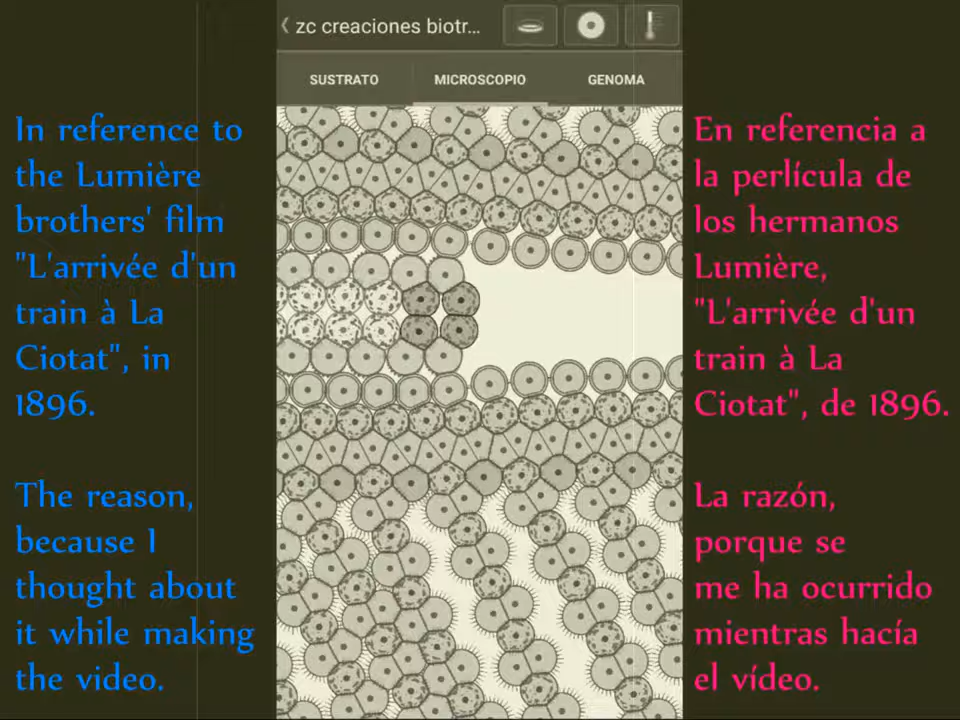 zc creaciones biotr...
SUSTRATO
MICROSCOPIO
GENOMA
In reference to
the Lumière
brothers' film
"L'arrivée d'un
train à La
Ciotat", in
1896.
The reason,
because I
thought about
it while making
the video.
En referencia a
la perlícula de
los hermanos
Lumière,
"L'arrivée d'un
train à La
Ciotat", de 1896.
La razón,
porque se
me ha ocurrido
mientras hacía
el vídeo.